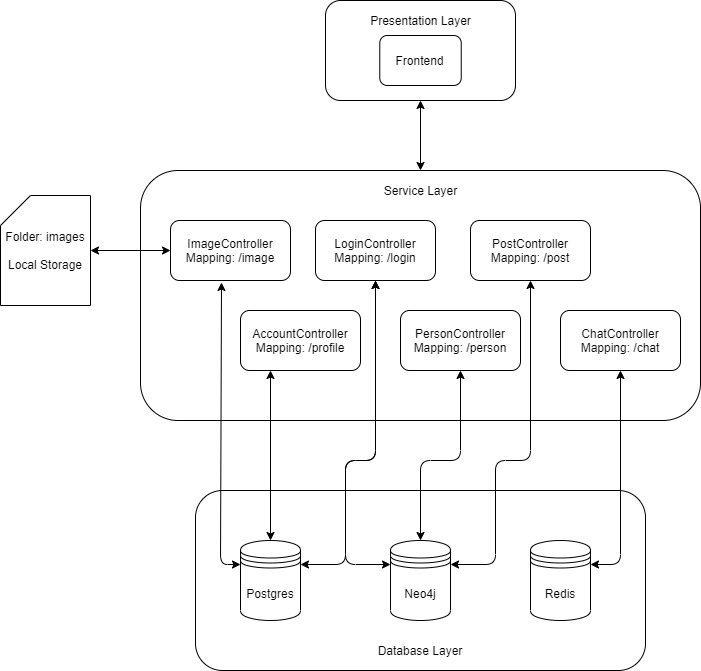 Presentation Layer
Frontend
Service Layer
Folder: images
Local Storage
ImageController
Mapping: /image
LoginController
Mapping: /login
PostController
Mapping: /post
AccountController
Mapping: /profile
PersonController
Mapping: /person
ChatController
Mapping: /chat
Postgres
Neo4j
Redis
Database Layer